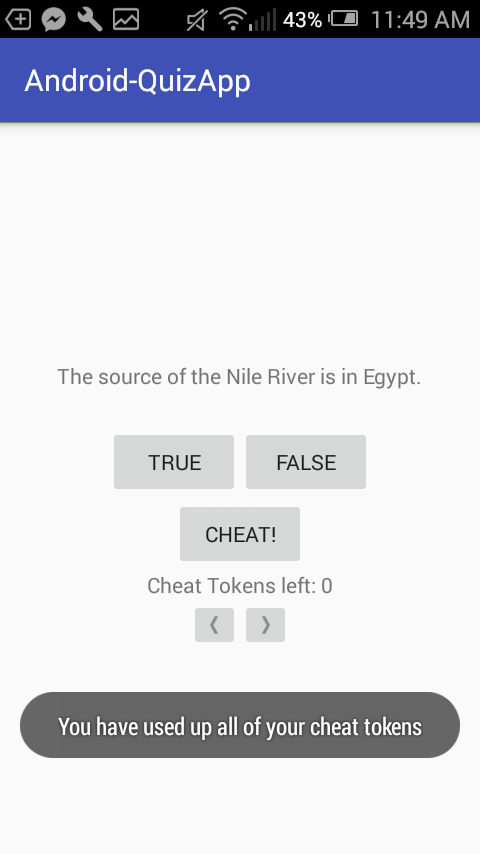 43% 11:49 AM
Android-QuizApp
The source of the Nile River is in Egypt.
TRUE FALSE
CHEAT!
Cheat Tokens left: 0
❬ ❭
You have used up all of your cheat tokens